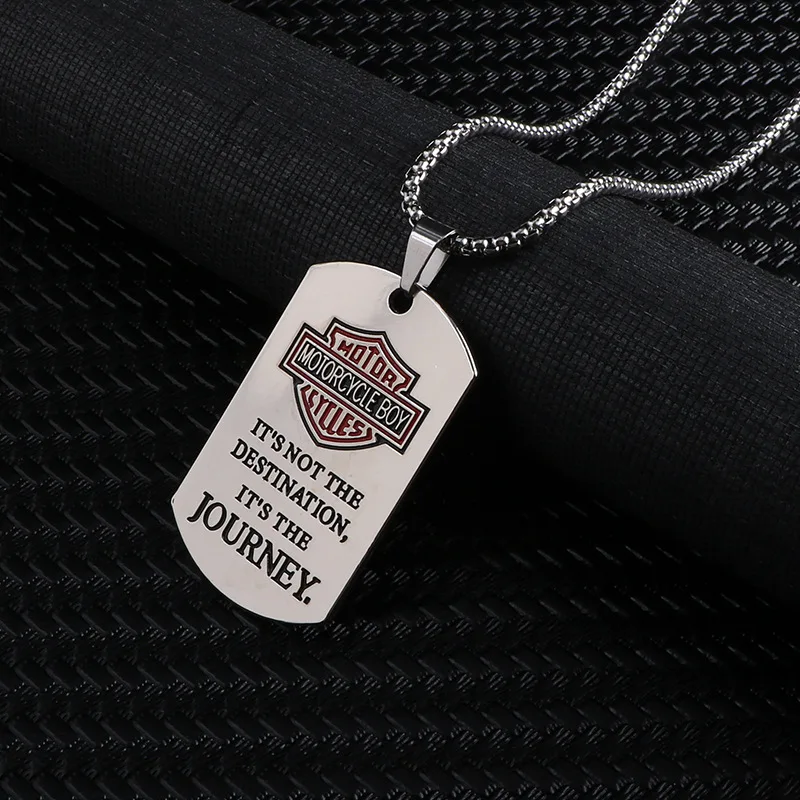 MOTOR
MOTORCYCLE BOY
CYCLES
IT'S NOT THE
DESTINATION,
IT'S THE
JOURNEY.